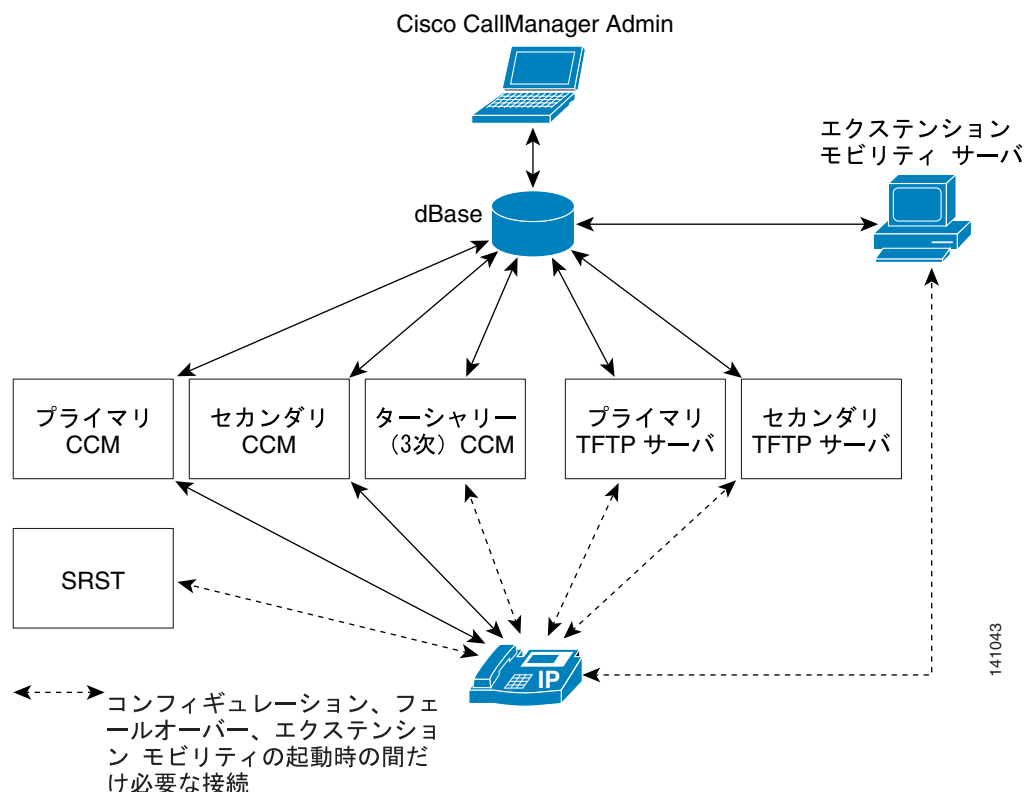 Cisco CallManager Admin
エクステンション
モビリティ サーバ
dBase
プライマリ
CCM
セカンダリ
CCM
ターシャリー
（3次）CCM
プライマリ
TFTP サーバ
セカンダリ
TFTP サーバ
SRST
IP
141043
コンフィギュレーション、フェ
ールオーバー、エクステンショ
ン モビリティの起動時の間だ
け必要な接続